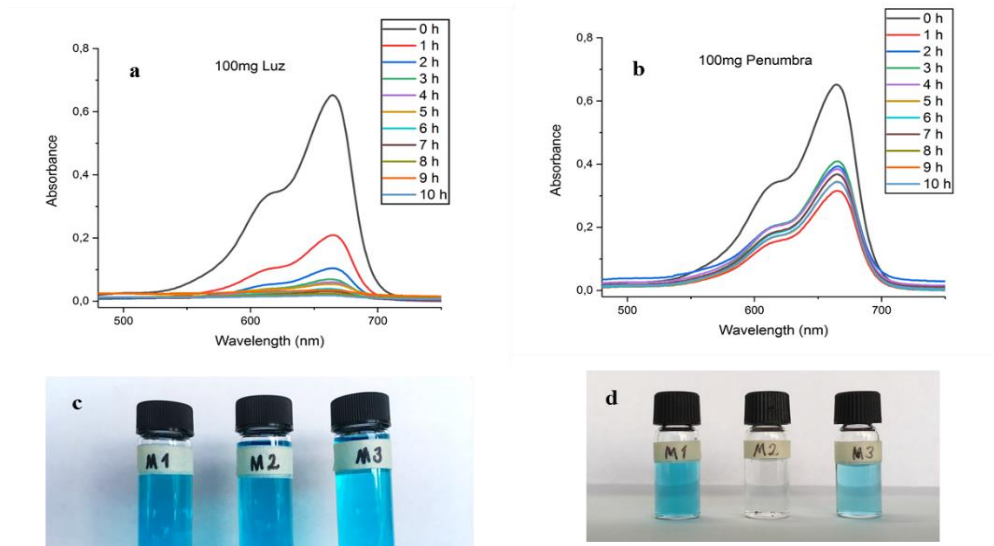 a
100mg Luz
0 h
1 h
2 h
3 h
4 h
5 h
6 h
7 h
8 h
9 h
10 h
0,8
0,6
0,4
0,2
0,0
Absorbance
500
600
700
Wavelength (nm)
b
100mg Penumbra
0 h
1 h
2 h
3 h
4 h
5 h
6 h
7 h
8 h
9 h
10 h
0,8
0,6
0,4
0,2
0,0
Absorbance
500
600
700
Wavelength (nm)
c
M1
M2
M3
d
M1
M2
M3